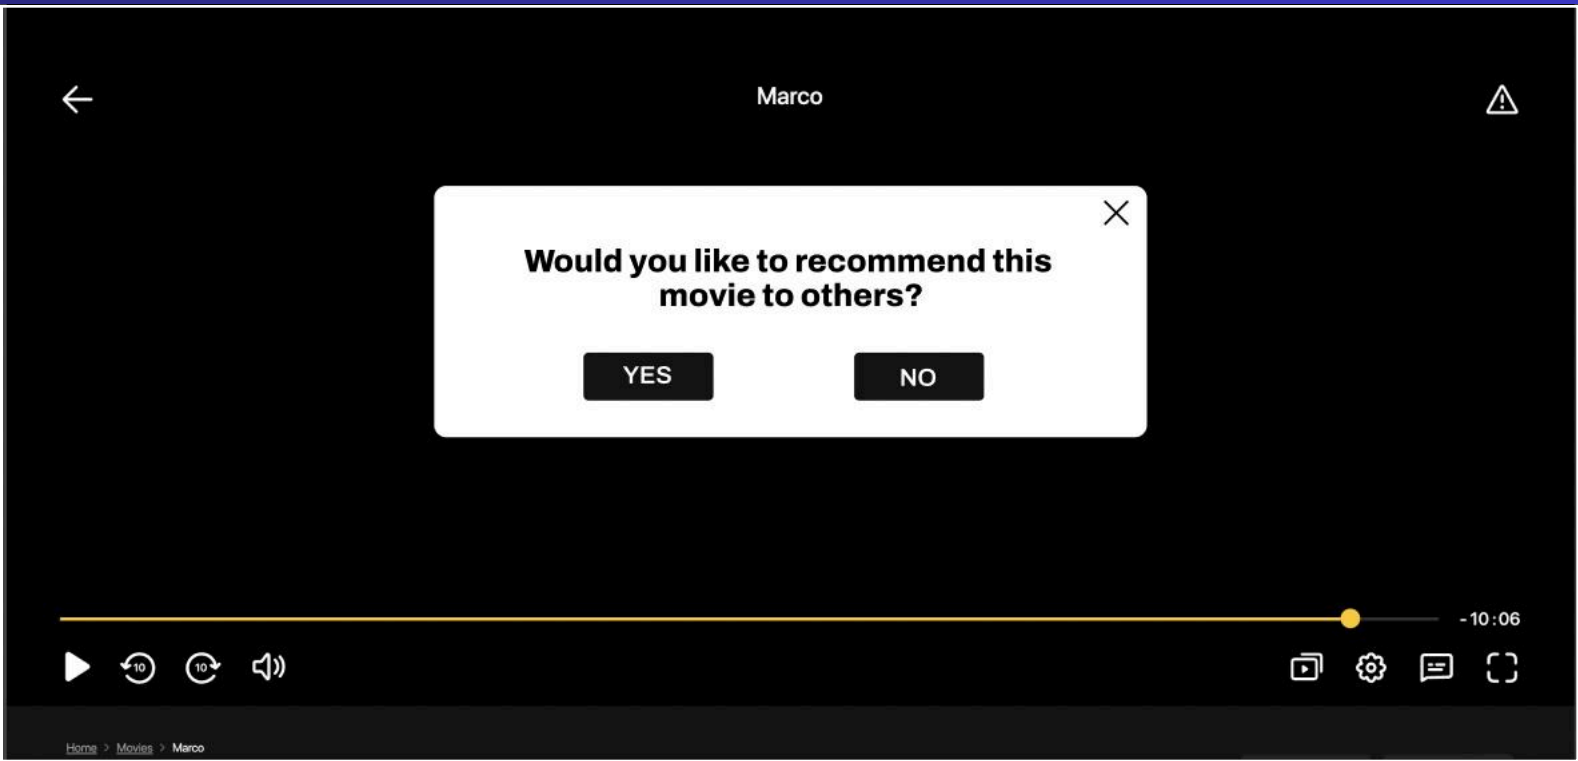 Marco
Would you like to recommend this
movie to others?
YES NO
-10:06
10 10
Home > Movies > Marco